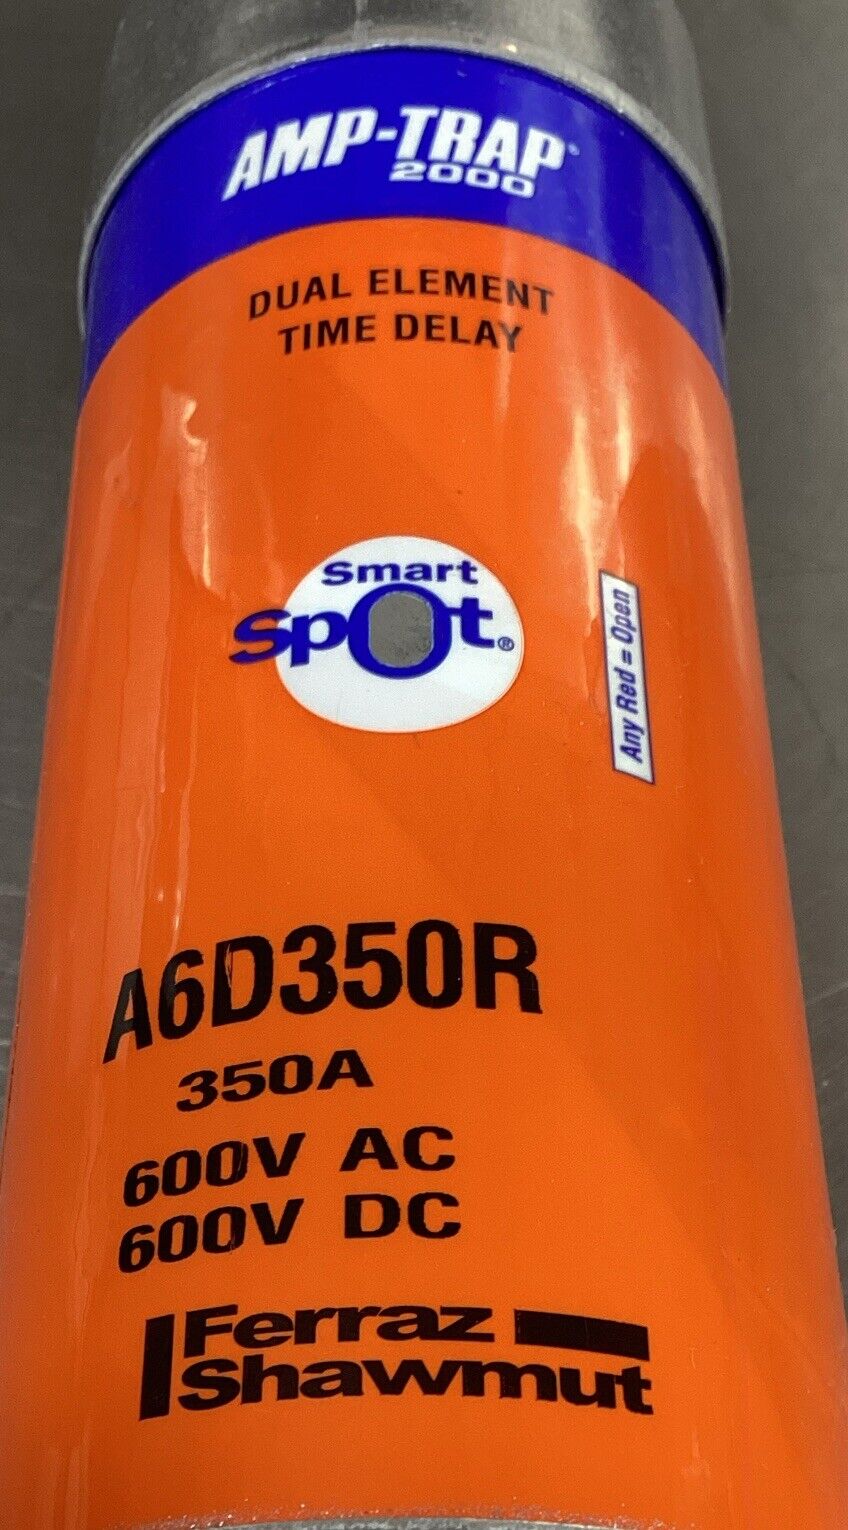 AMP-TRAP®
2000
DUAL ELEMENT
TIME DELAY
Smart
Spot®
Any Red = Open
A6D350R
350A
600V AC
600V DC
Ferraz
Shawmut